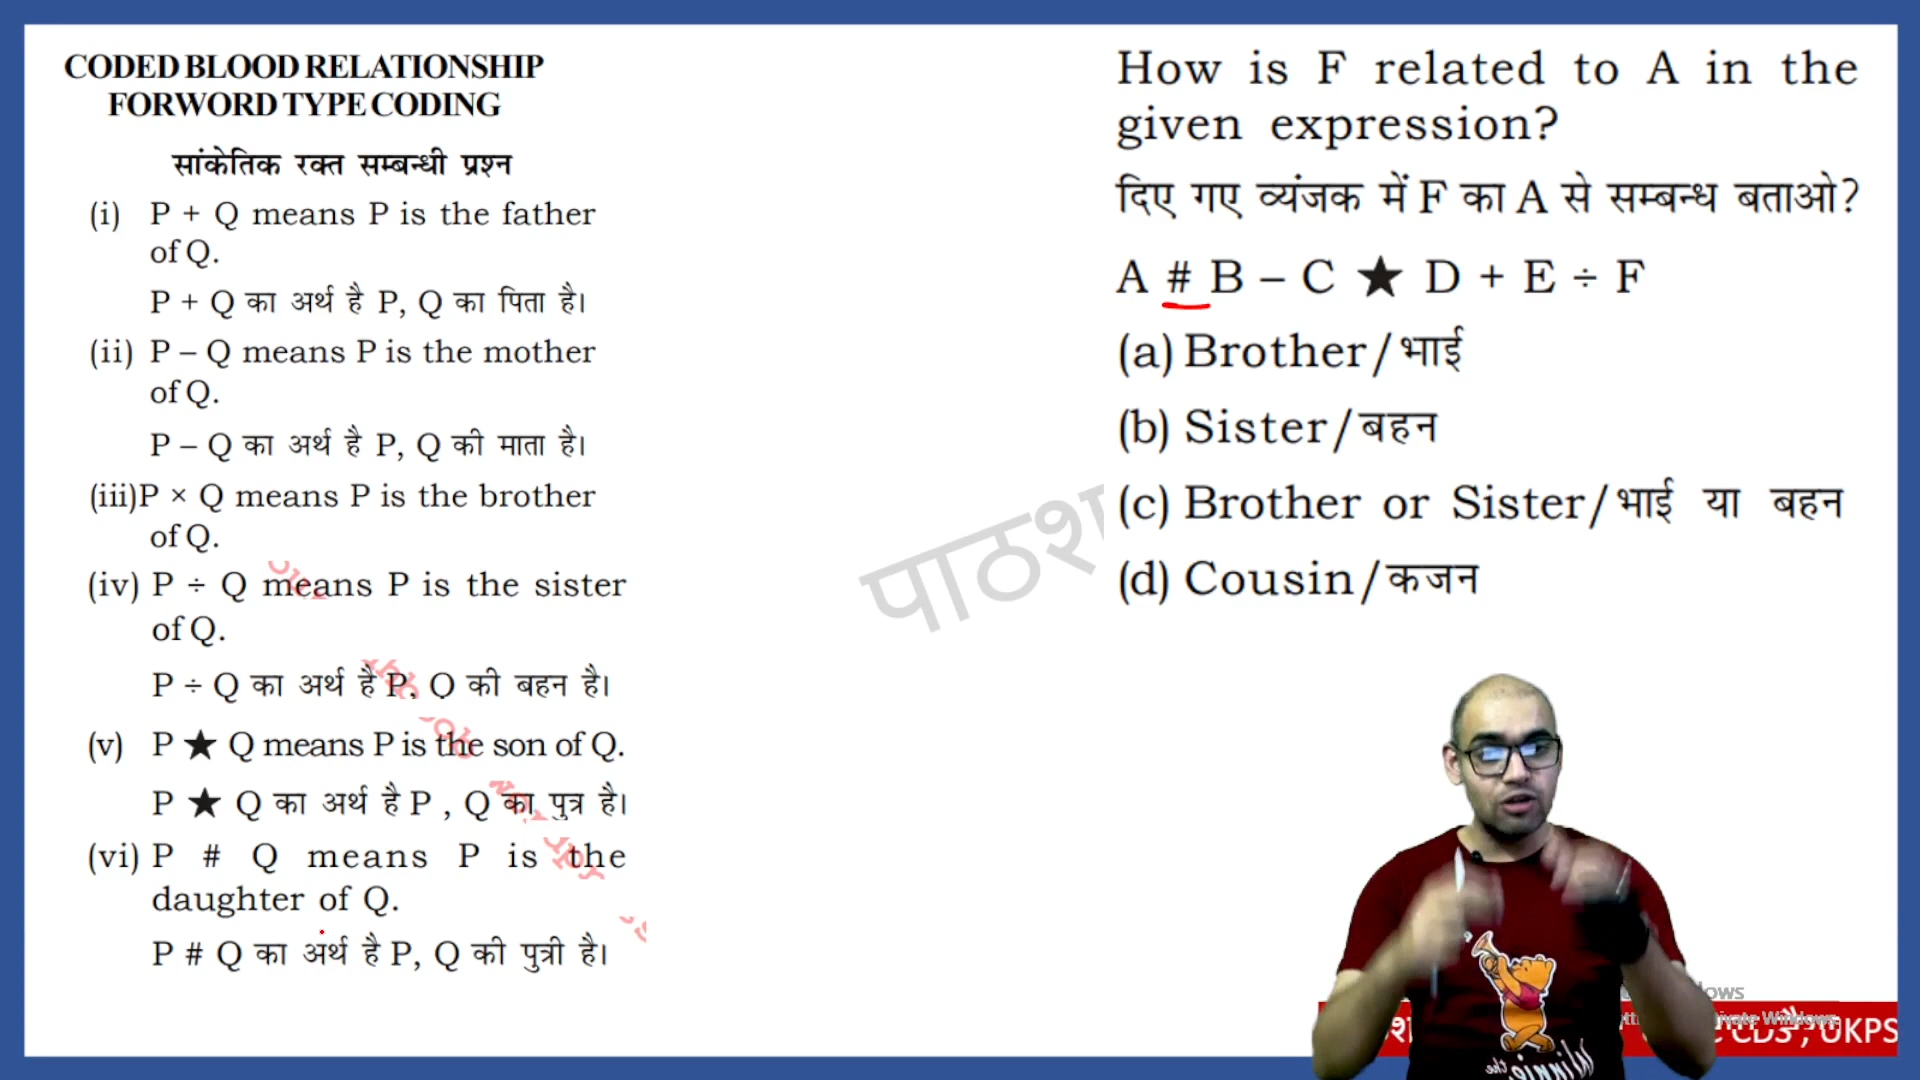 CODED BLOOD RELATIONSHIP
FORWORD TYPE CODING
सांकेतिक रक्त सम्बन्धी प्रश्न
(i) P + Q means P is the father
of Q.
P + Q का अर्थ है P, Q का पिता है।
(ii) P – Q means P is the mother
of Q.
P – Q का अर्थ है P, Q की माता है।
(iii)P × Q means P is the brother
of Q.
(iv) P ÷ Q means P is the sister
of Q.
P ÷ Q का अर्थ है P, Q की बहन है।
(v) P ★ Q means P is the son of Q.
P ★ Q का अर्थ है P , Q का पुत्र है।
(vi) P # Q means P is the
daughter of Q.
P # Q का अर्थ है P, Q की पुत्री है।
पाठश
How is F related to A in the
given expression?
दिए गए व्यंजक में F का A से सम्बन्ध बताओ?
A # B – C ★ D + E ÷ F
(a) Brother/भाई
(b) Sister/बहन
(c) Brother or Sister/भाई या बहन
(d) Cousin/कजन
CDS , UKPS